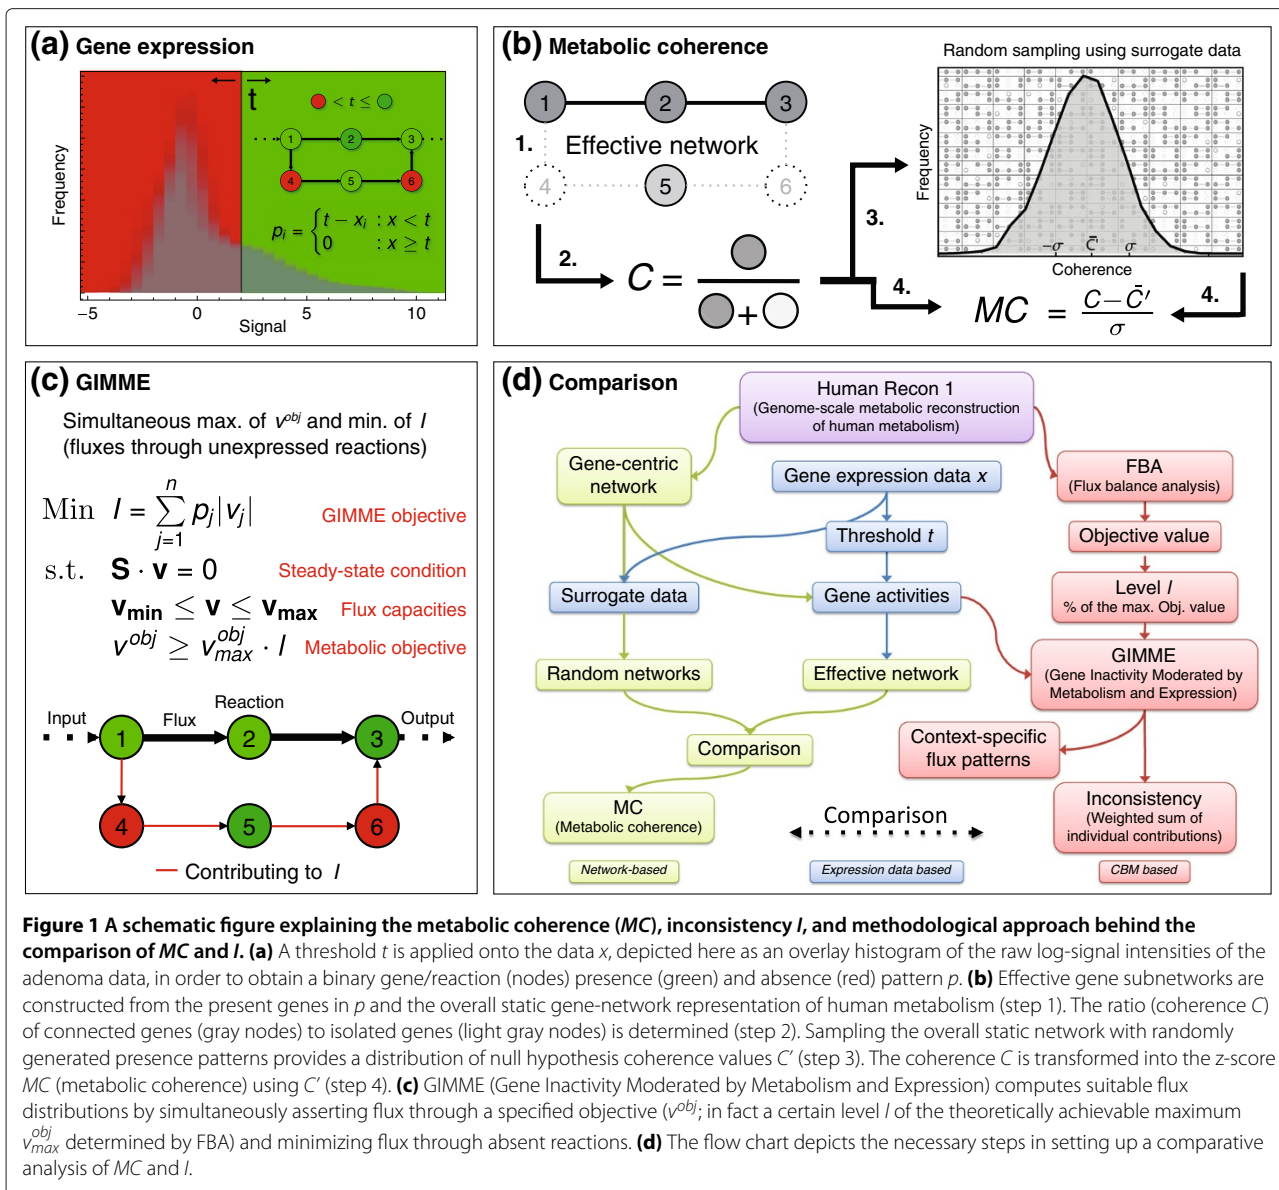 (a) Gene expression
t
< t ≤
1 2 3
4 5 6
p_i = { t − x_i : x < t
0 : x ≥ t
Frequency
−5 0 5 10
Signal
(b) Metabolic coherence
1 2 3
1.
Effective network
4 5 6
2.
C = +
3.
4.
Random sampling using surrogate data
Frequency
−σ C̄' σ
Coherence
MC = C − C̄′ / σ
4.
(c) GIMME
Simultaneous max. of v^obj and min. of I
(fluxes through unexpressed reactions)
Min I = ∑_{j=1}^{n} p_j|v_j| GIMME objective
s.t. S · v = 0 Steady-state condition
v_min ≤ v ≤ v_max Flux capacities
v^obj ≥ v_max^obj · l Metabolic objective
Input Flux Reaction Output
1 2 3
4 5 6
Contributing to I
(d) Comparison
Human Recon 1
(Genome-scale metabolic reconstruction
of human metabolism)
Gene-centric
network
Gene expression data x
FBA
(Flux balance analysis)
Threshold t
Objective value
Surrogate data
Gene activities
Level l
% of the max. Obj. value
Random networks
Effective network
GIMME
(Gene Inactivity Moderated by
Metabolism and Expression)
Comparison
Context-specific
flux patterns
MC
(Metabolic coherence)
Comparison
Inconsistency
(Weighted sum of
individual contributions)
Network-based
Expression data based
CBM based
Figure 1 A schematic figure explaining the metabolic coherence (MC), inconsistency I, and methodological approach behind the
comparison of MC and I. (a) A threshold t is applied onto the data x, depicted here as an overlay histogram of the raw log-signal intensities of the
adenoma data, in order to obtain a binary gene/reaction (nodes) presence (green) and absence (red) pattern p. (b) Effective gene subnetworks are
constructed from the present genes in p and the overall static gene-network representation of human metabolism (step 1). The ratio (coherence C)
of connected genes (gray nodes) to isolated genes (light gray nodes) is determined (step 2). Sampling the overall static network with randomly
generated presence patterns provides a distribution of null hypothesis coherence values C′ (step 3). The coherence C is transformed into the z-score
MC (metabolic coherence) using C′ (step 4). (c) GIMME (Gene Inactivity Moderated by Metabolism and Expression) computes suitable flux
distributions by simultaneously asserting flux through a specified objective (v^obj; in fact a certain level l of the theoretically achievable maximum
v_max^obj determined by FBA) and minimizing flux through absent reactions. (d) The flow chart depicts the necessary steps in setting up a comparative
analysis of MC and I.